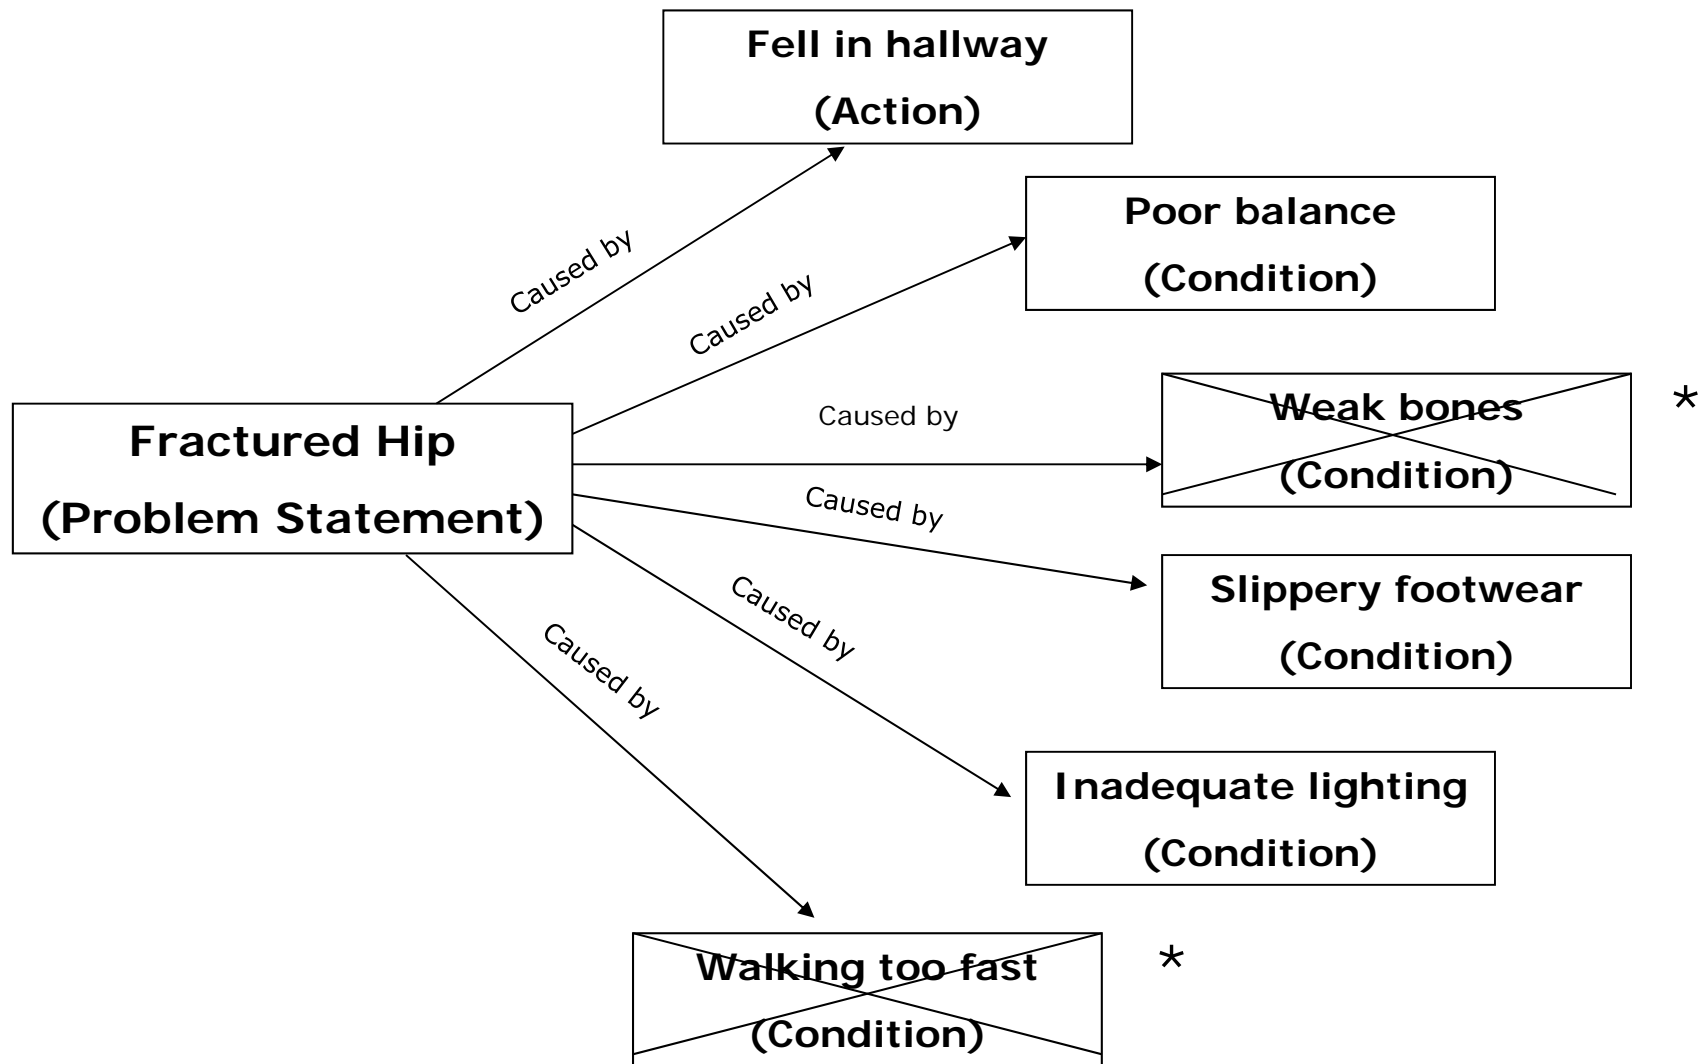 Fell in hallway
(Action)
Caused by
Poor balance
(Condition)
Caused by
Weak bones
(Condition)
*
Caused by
Fractured Hip
(Problem Statement)
Caused by
Slippery footwear
(Condition)
Caused by
Inadequate lighting
(Condition)
Caused by
Walking too fast
(Condition)
*